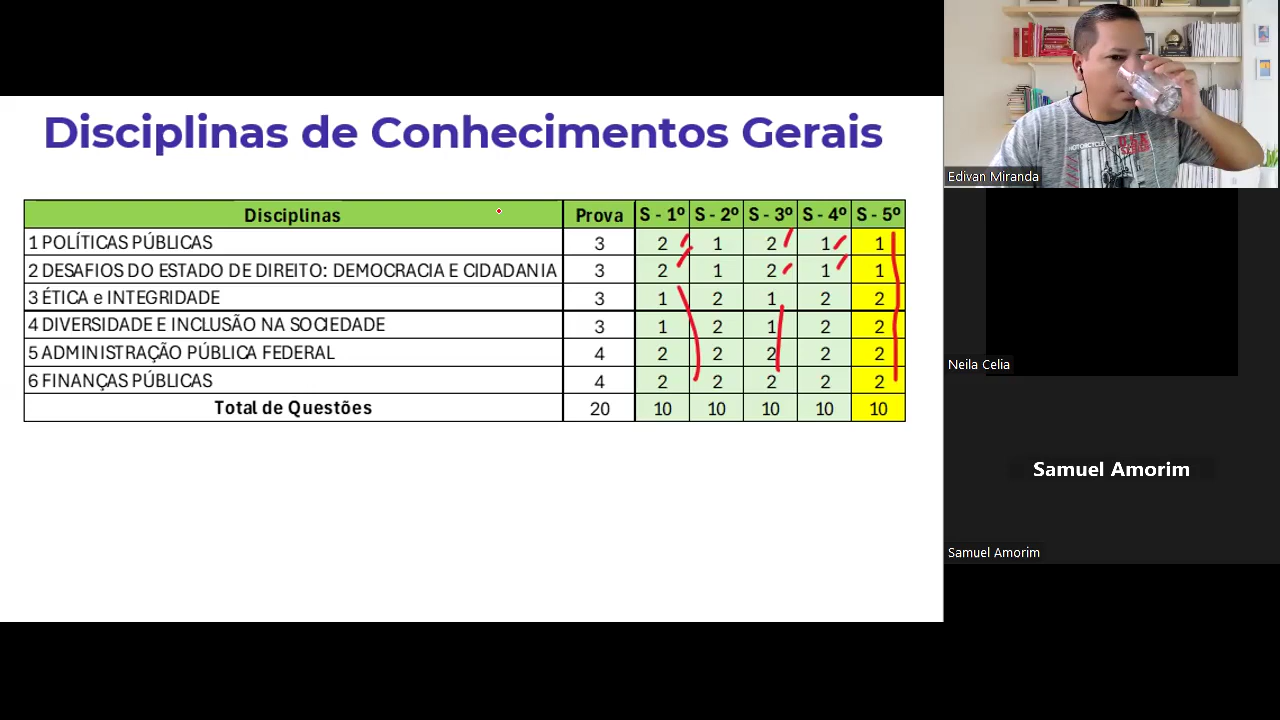 Disciplinas de Conhecimentos Gerais
Disciplinas Prova S - 1º S - 2º S - 3º S - 4º S - 5º
1 POLÍTICAS PÚBLICAS 3 2 1 2 1 1
2 DESAFIOS DO ESTADO DE DIREITO: DEMOCRACIA E CIDADANIA 3 2 1 2 1 1
3 ÉTICA e INTEGRIDADE 3 1 2 1 2 2
4 DIVERSIDADE E INCLUSÃO NA SOCIEDADE 3 1 2 1 2 2
5 ADMINISTRAÇÃO PÚBLICA FEDERAL 4 2 2 2 2 2
6 FINANÇAS PÚBLICAS 4 2 2 2 2 2
Total de Questões 20 10 10 10 10 10
MOTORCYCLE
Edivan Miranda
Neila Celia
Samuel Amorim
Samuel Amorim